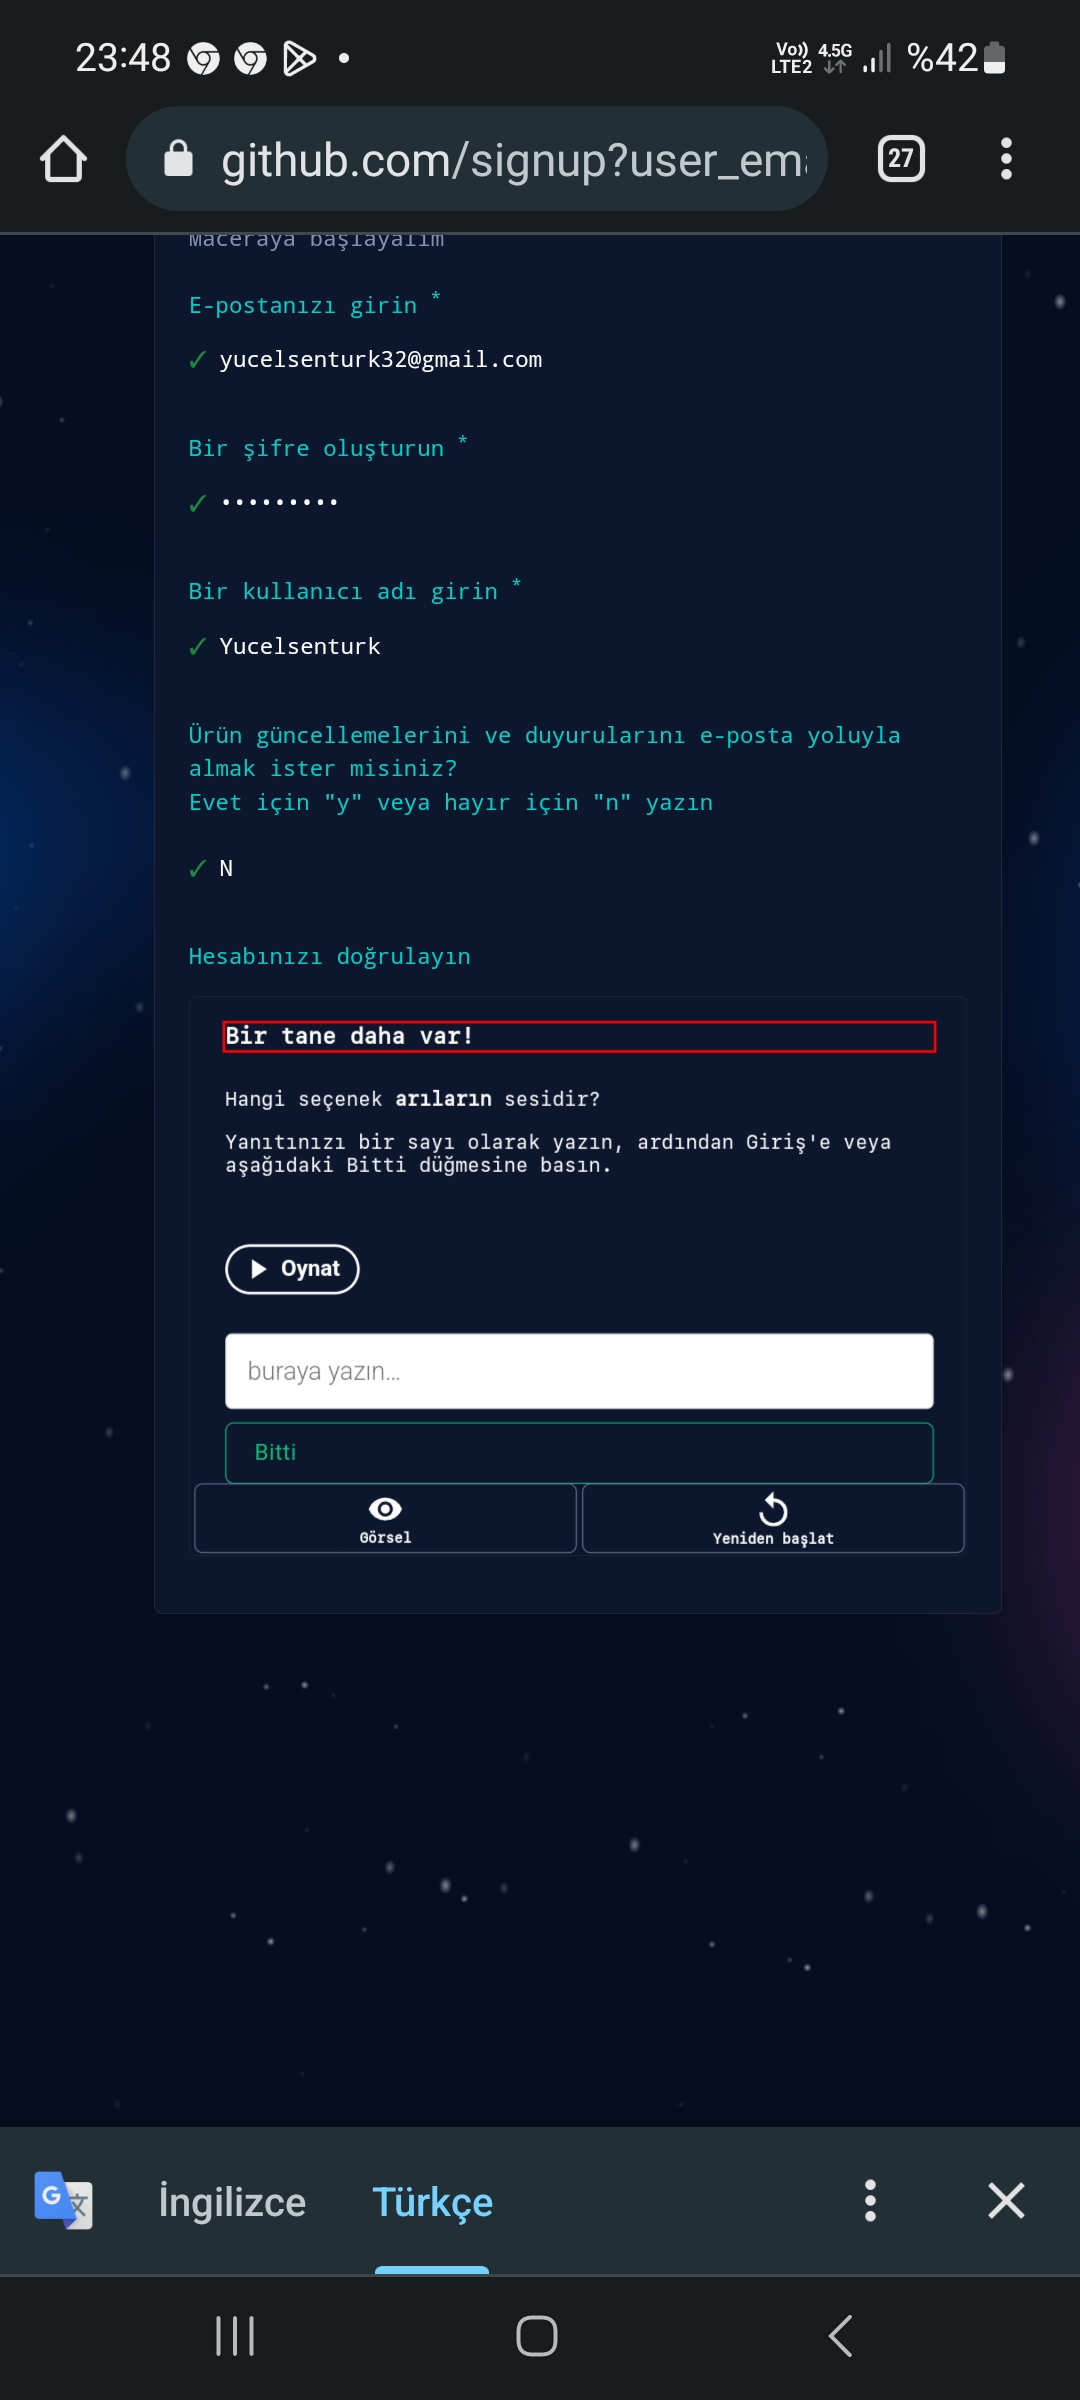 23:48
Vo)) LTE2
4.5G
%42
github.com/signup?user_ema
27
Maceraya başlayalım
E-postanızı girin *
✓ yucelsenturk32@gmail.com
Bir şifre oluşturun *
✓ •••••••••
Bir kullanıcı adı girin *
✓ Yucelsenturk
Ürün güncellemelerini ve duyurularını e-posta yoluyla
almak ister misiniz?
Evet için "y" veya hayır için "n" yazın
✓ N
Hesabınızı doğrulayın
Bir tane daha var!
Hangi seçenek arıların sesidir?
Yanıtınızı bir sayı olarak yazın, ardından Giriş'e veya
aşağıdaki Bitti düğmesine basın.
Oynat
buraya yazın...
Bitti
Görsel
Yeniden başlat
G 文
İngilizce
Türkçe